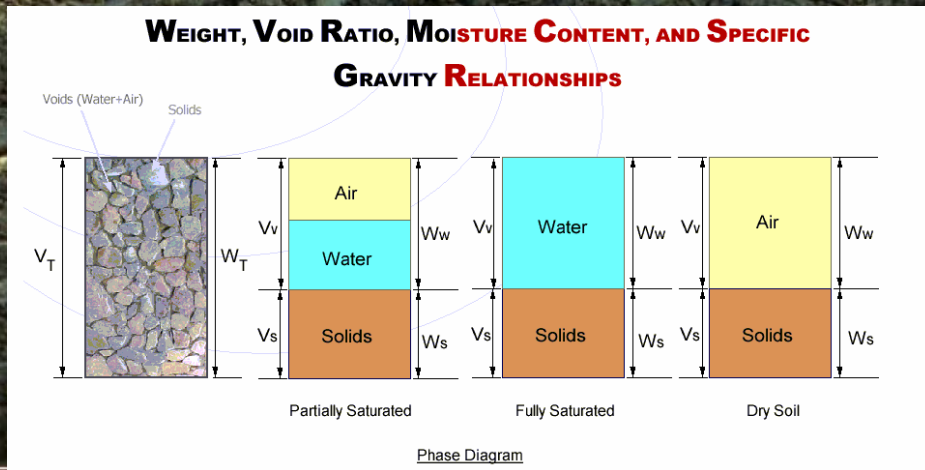 WEIGHT, VOID RATIO, MOISTURE CONTENT, AND SPECIFIC
GRAVITY RELATIONSHIPS
Voids (Water+Air)
Solids
VT
WT
Vv
Air
Water
Ww
Vs
Solids
Ws
Partially Saturated
Vv
Water
Ww
Vs
Solids
Ws
Fully Saturated
Vv
Air
Ww
Vs
Solids
Ws
Dry Soil
Phase Diagram